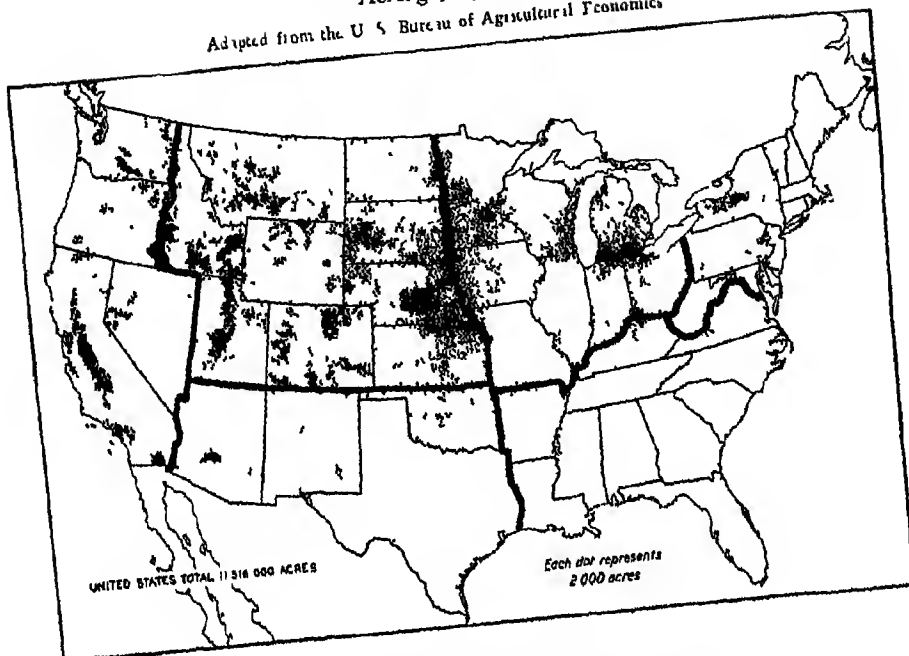 Adapted from the U S Bureau of Agricultural Economics
UNITED STATES TOTAL 11 516 000 ACRES
Each dot represents
2 000 acres